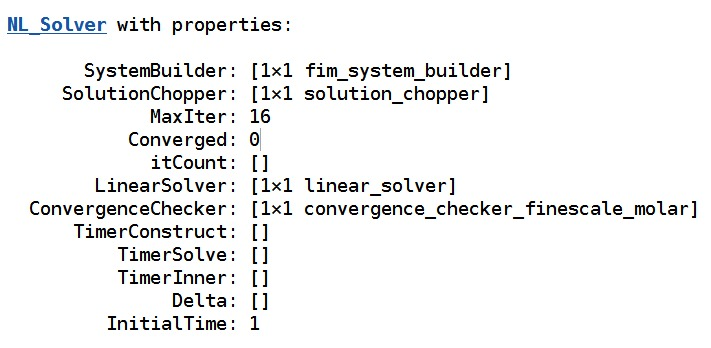 NL_Solver with properties:
SystemBuilder: [1×1 fim_system_builder]
SolutionChopper: [1×1 solution_chopper]
MaxIter: 16
Converged: 0
itCount: []
LinearSolver: [1×1 linear_solver]
ConvergenceChecker: [1×1 convergence_checker_finescale_molar]
TimerConstruct: []
TimerSolve: []
TimerInner: []
Delta: []
InitialTime: 1